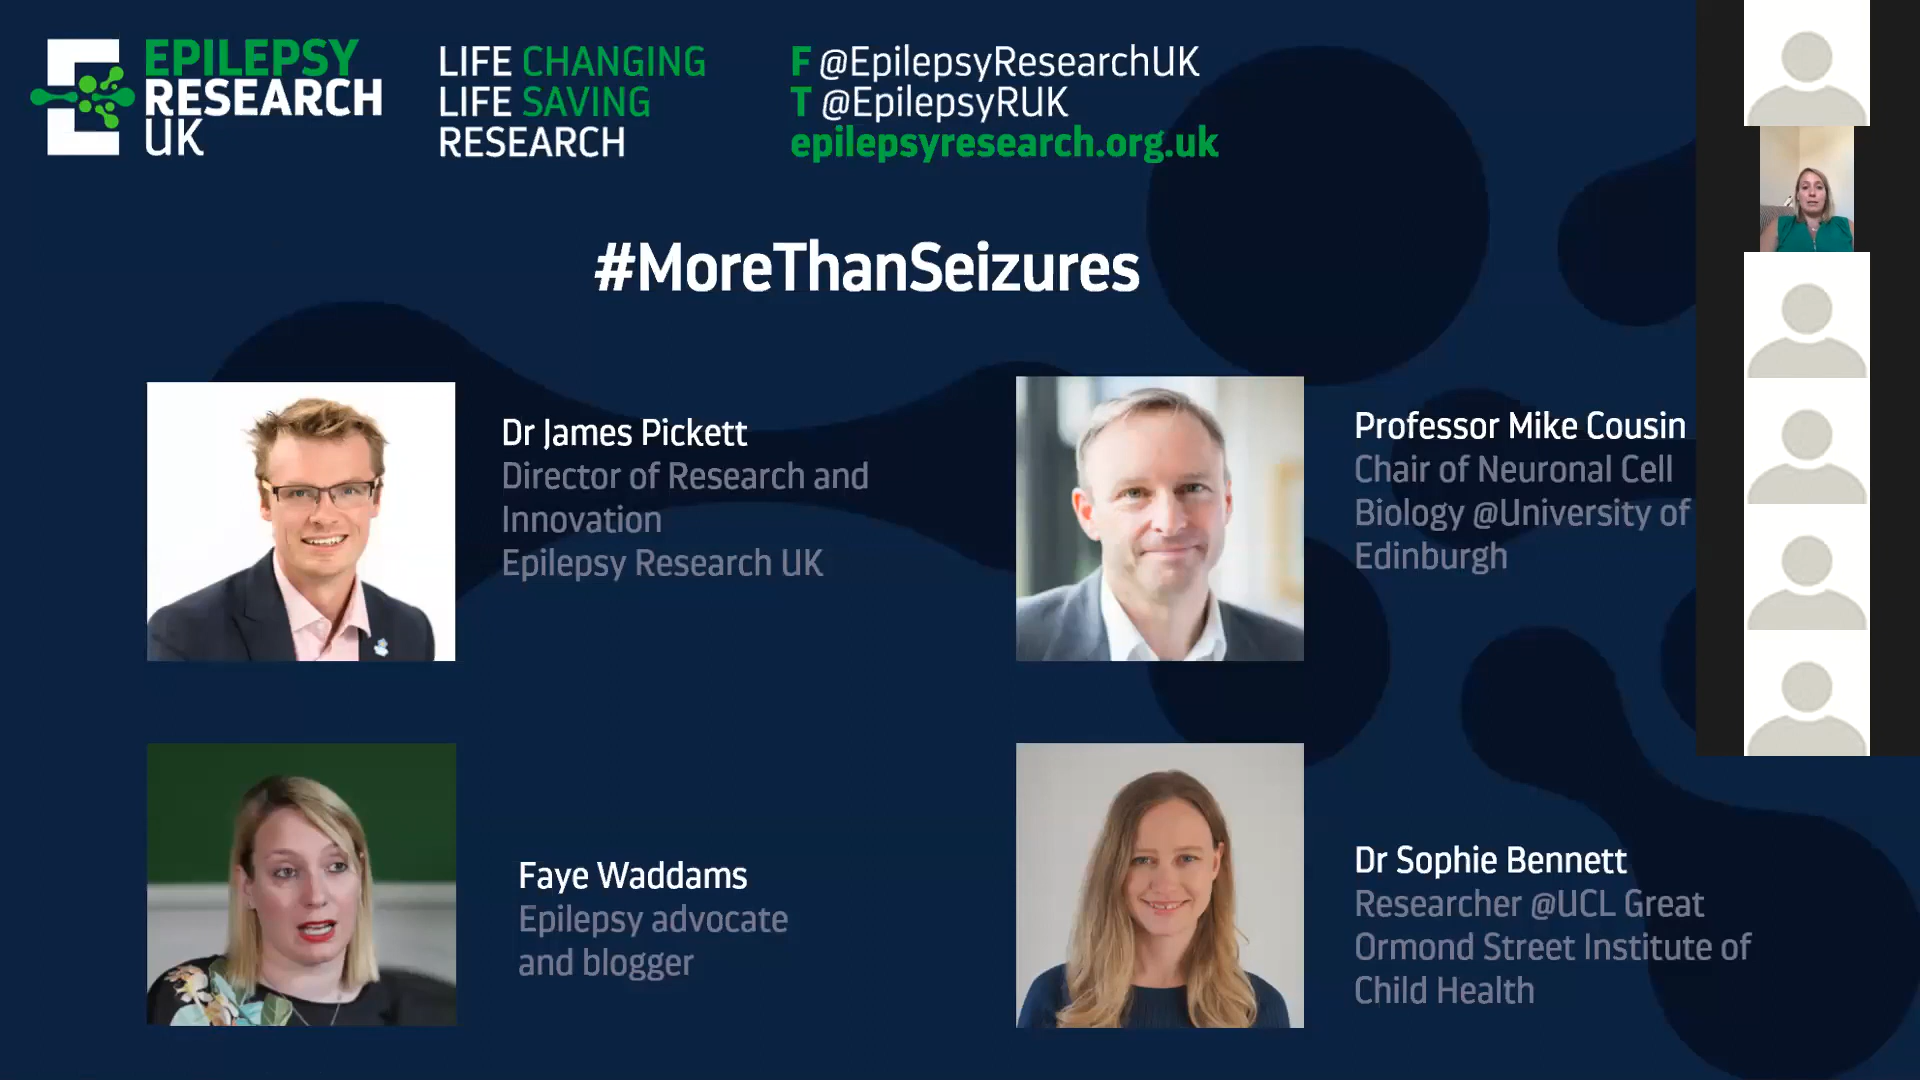 EPILEPSY
RESEARCH
UK
LIFE CHANGING
LIFE SAVING
RESEARCH
F @EpilepsyResearchUK
T @EpilepsyRUK
epilepsyresearch.org.uk
#MoreThanSeizures
Dr James Pickett
Director of Research and
Innovation
Epilepsy Research UK
Professor Mike Cousin
Chair of Neuronal Cell
Biology @University of
Edinburgh
Faye Waddams
Epilepsy advocate
and blogger
Dr Sophie Bennett
Researcher @UCL Great
Ormond Street Institute of
Child Health